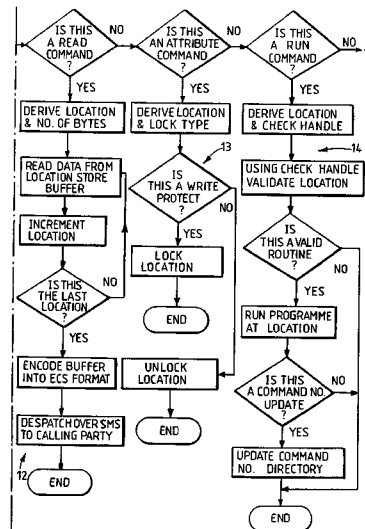 IS THIS
A READ
COMMAND
?
NO
YES
DERIVE LOCATION
& NO. OF BYTES
READ DATA FROM
LOCATION STORE
BUFFER
INCREMENT
LOCATION
IS THIS
THE LAST
LOCATION
?
NO
YES
ENCODE BUFFER
INTO ECS FORMAT
DESPATCH OVER SMS
TO CALLING PARTY
12
END
IS THIS
AN ATTRIBUTE
COMMAND
?
NO
YES
DERIVE LOCATION
& LOCK TYPE
13
IS
THIS A WRITE
PROTECT
?
NO
YES
LOCK
LOCATION
END
UNLOCK
LOCATION
END
IS THIS
A RUN
COMMAND
?
NO
YES
DERIVE LOCATION
& CHECK HANDLE
14
USING CHECK HANDLE
VALIDATE LOCATION
IS
THIS A VALID
ROUTINE
?
NO
YES
RUN PROGRAMME
AT LOCATION
IS THIS
A COMMAND NO.
UPDATE
?
NO
YES
UPDATE COMMAND
NO. DIRECTORY
END